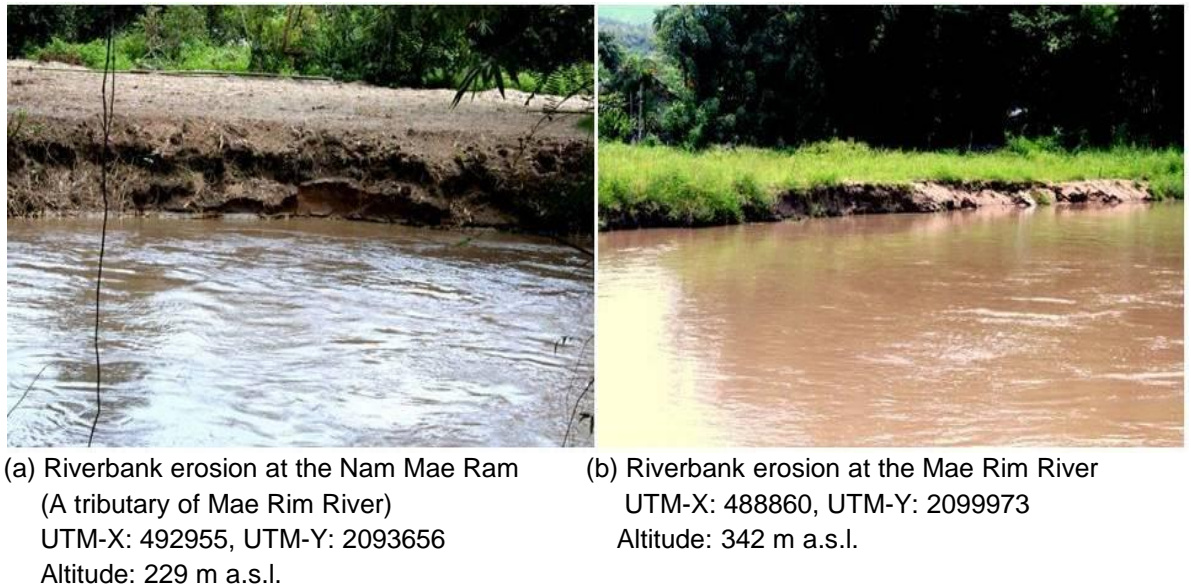 (a) Riverbank erosion at the Nam Mae Ram
(A tributary of Mae Rim River)
UTM-X: 492955, UTM-Y: 2093656
Altitude: 229 m a.s.l.
(b) Riverbank erosion at the Mae Rim River
UTM-X: 488860, UTM-Y: 2099973
Altitude: 342 m a.s.l.